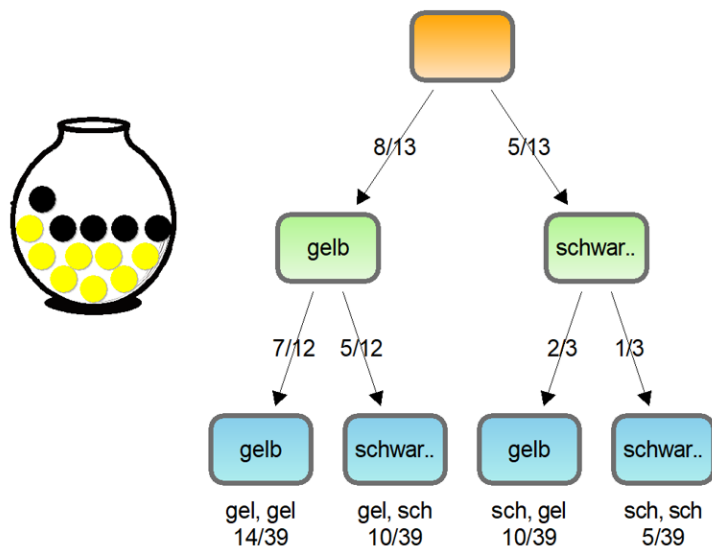 8/13 5/13
gelb schwar..
7/12 5/12 2/3 1/3
gelb schwar.. gelb schwar..
gel, gel gel, sch sch, gel sch, sch
14/39 10/39 10/39 5/39